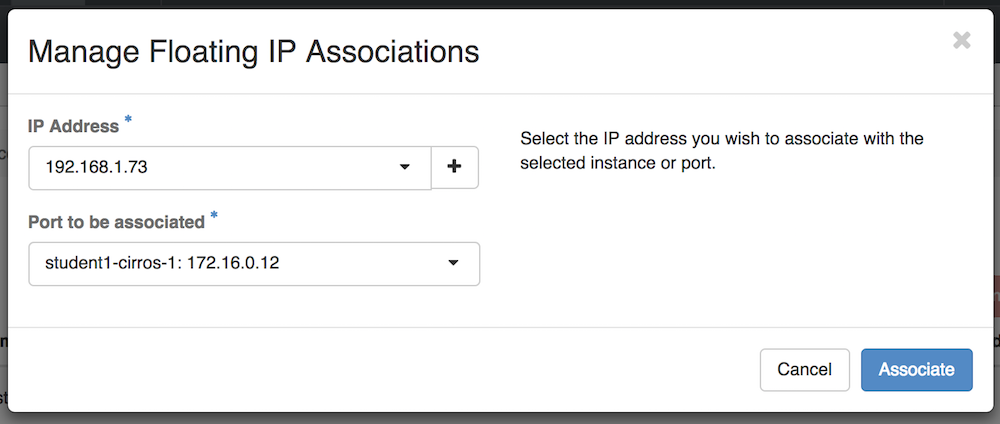 Manage Floating IP Associations
✖
IP Address *
192.168.1.73
+
Select the IP address you wish to associate with the
selected instance or port.
Port to be associated *
student1-cirros-1: 172.16.0.12
Cancel
Associate